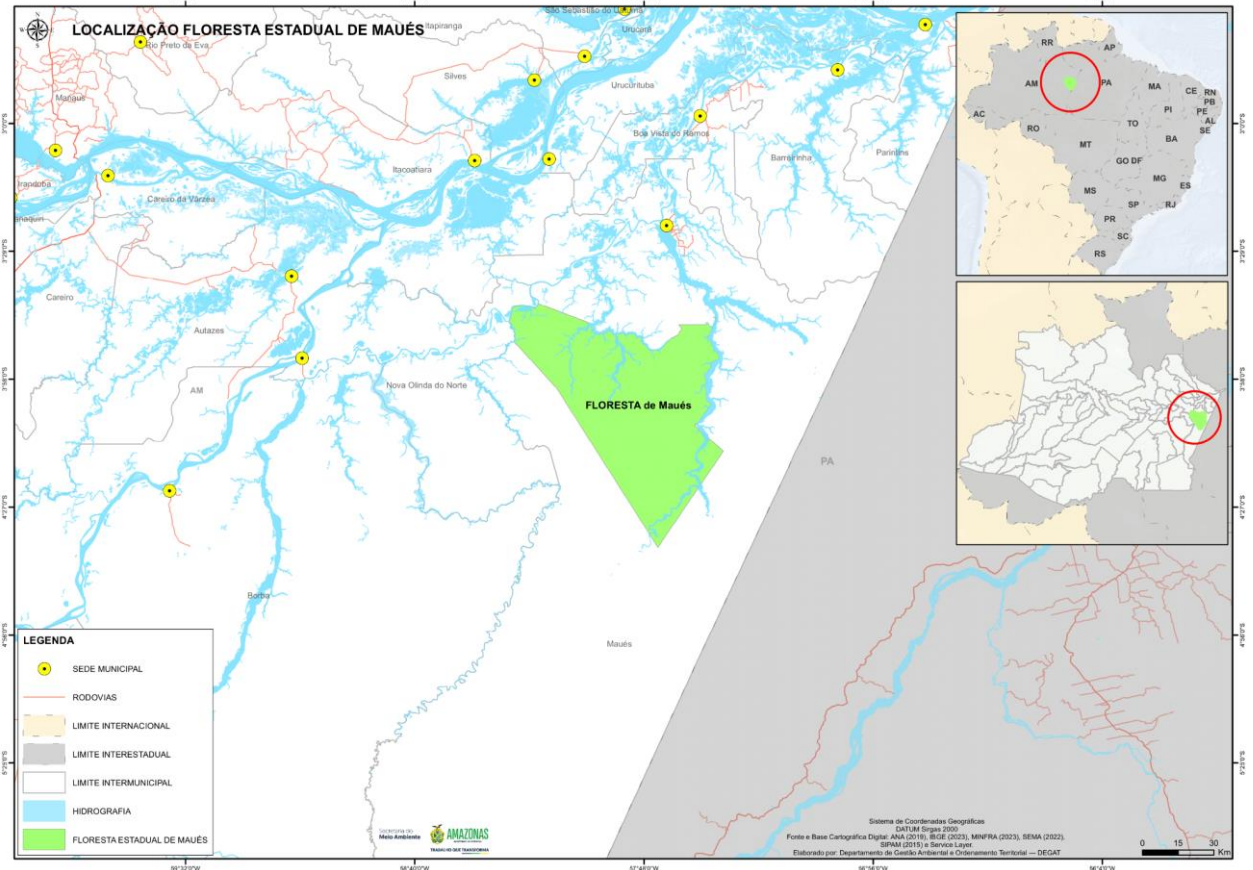 LOCALIZAÇÃO FLORESTA ESTADUAL DE MAUÉS
Rio Preto da Eva
Itapiranga
Urucará
Silves
Urucurituba
Manaus
Boa Vista do Ramos
Parintins
Barreirinha
Itacoatiara
Careiro da Várzea
Careiro
Autazes
AM
Nova Olinda do Norte
FLORESTA de Maués
PA
Borba
Maués
RR
AP
AM
PA
MA
CE
RN
PB
PE
AL
SE
PI
AC
TO
RO
BA
MT
GO DF
MG
ES
MS
SP
RJ
PR
SC
RS
LEGENDA
SEDE MUNICIPAL
RODOVIAS
LIMITE INTERNACIONAL
LIMITE INTERESTADUAL
LIMITE INTERMUNICIPAL
HIDROGRAFIA
FLORESTA ESTADUAL DE MAUÉS
Secretaria do
Meio Ambiente
AMAZONAS
TRABALHO QUE TRANSFORMA
Sistema de Coordenadas Geográficas
DATUM Sirgas 2000
Fonte e Base Cartográfica Digital: ANA (2019), IBGE (2023), MINFRA (2023), SEMA (2022),
SIPAM (2015) e Service Layer.
Elaborado por: Departamento de Gestão Ambiental e Ordenamento Territorial — DEGAT
0 15 30
Km